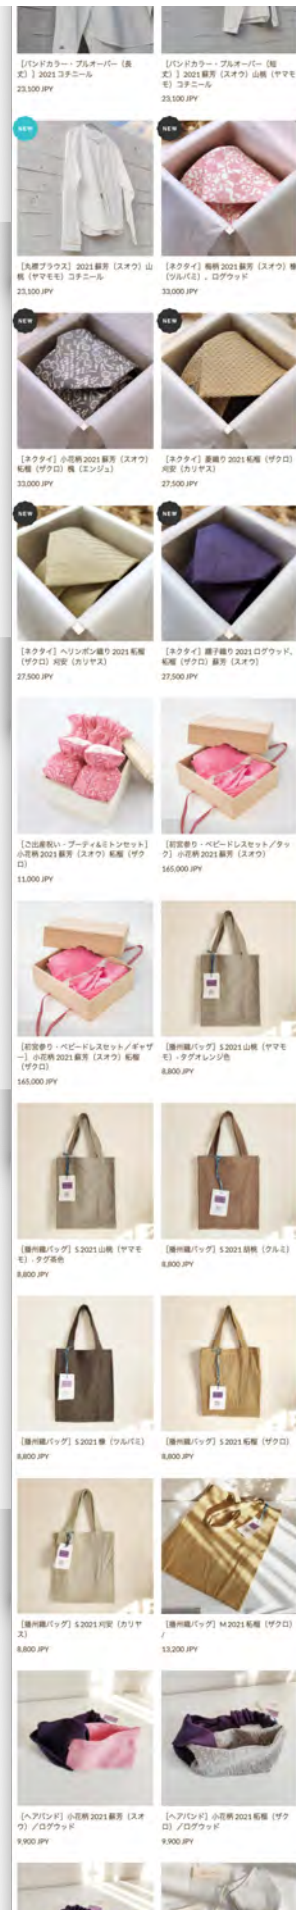 [バンドカラー・プルオーバー(長
丈)] 2021 コチニール
23,100 JPY
[バンドカラー・プルオーバー(短
丈)] 2021 蘇芳(スオウ)山桃(ヤマモ
モ)コチニール
23,100 JPY
NEW
NEW
[丸襟ブラウス] 2021 蘇芳(スオウ)山
桃(ヤマモモ)コチニール
23,100 JPY
[ネクタイ]梅柄 2021 蘇芳(スオウ)橡
(ツルバミ)、ログウッド
33,000 JPY
NEW
NEW
[ネクタイ]小花柄 2021 蘇芳(スオウ)
柘榴(ザクロ)槐(エンジュ)
33,000 JPY
[ネクタイ]菱織り 2021 柘榴(ザクロ)
刈安(カリヤス)
27,500 JPY
NEW
NEW
[ネクタイ]ヘリンボン織り 2021 柘榴
(ザクロ)刈安(カリヤス)
27,500 JPY
[ネクタイ]繻子織り 2021 ログウッド、
柘榴(ザクロ)蘇芳(スオウ)
27,500 JPY
[ご出産祝い・ブーティ&ミトンセット]
小花柄 2021 蘇芳(スオウ)柘榴(ザク
ロ)
11,000 JPY
[初宮参り・ベビードレスセット/タッ
ク] 小花柄 2021 蘇芳(スオウ)
165,000 JPY
[初宮参り・ベビードレスセット/ギャザ
ー] 小花柄 2021 蘇芳(スオウ)柘榴
(ザクロ)
165,000 JPY
[播州織バッグ] S 2021 山桃(ヤマモ
モ)- タグオレンジ色
8,800 JPY
[播州織バッグ] S 2021 山桃(ヤマモ
モ)- タグ茶色
8,800 JPY
[播州織バッグ] S 2021 胡桃(クルミ)
8,800 JPY
[播州織バッグ] S 2021 橡(ツルバミ)
8,800 JPY
[播州織バッグ] S 2021 柘榴(ザクロ)
8,800 JPY
[播州織バッグ] S 2021 刈安(カリヤ
ス)
8,800 JPY
[播州織バッグ] M 2021 柘榴(ザクロ)
/
13,200 JPY
[ヘアバンド]小花柄 2021 蘇芳(スオ
ウ)/ログウッド
9,900 JPY
[ヘアバンド]小花柄 2021 柘榴(ザク
ロ)/ログウッド
9,900 JPY